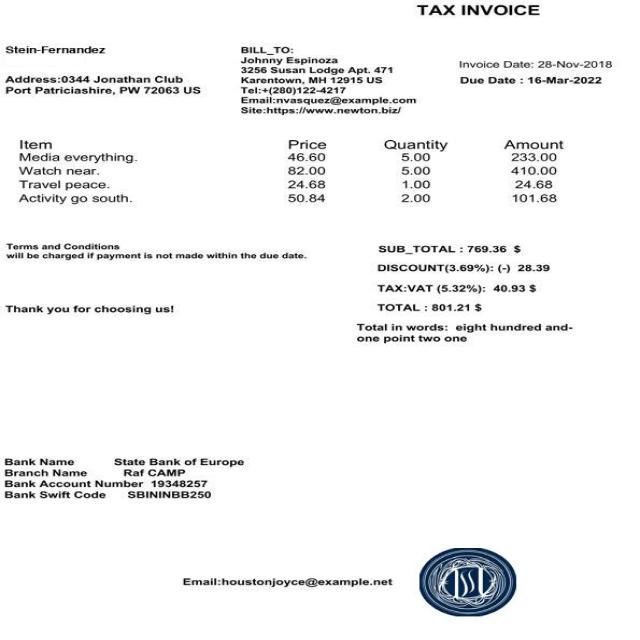 TAX INVOICE
Stein-Fernandez
Address:0344 Jonathan Club
Port Patriciashire, PW 72063 US
BILL_TO:
Johnny Espinoza
3256 Susan Lodge Apt. 471
Karentown, MH 12915 US
Tel:+(280)122-4217
Email:nvasquez@example.com
Site:https://www.newton.biz/
Invoice Date: 28-Nov-2018
Due Date : 16-Mar-2022
Item Price Quantity Amount
Media everything. 46.60 5.00 233.00
Watch near. 82.00 5.00 410.00
Travel peace. 24.68 1.00 24.68
Activity go south. 50.84 2.00 101.68
Terms and Conditions
will be charged if payment is not made within the due date.
Thank you for choosing us!
SUB_TOTAL : 769.36 $
DISCOUNT(3.69%): (-) 28.39
TAX:VAT (5.32%): 40.93 $
TOTAL : 801.21 $
Total in words: eight hundred and-
one point two one
Bank Name State Bank of Europe
Branch Name Raf CAMP
Bank Account Number 19348257
Bank Swift Code SBININBB250
Email:houstonjoyce@example.net